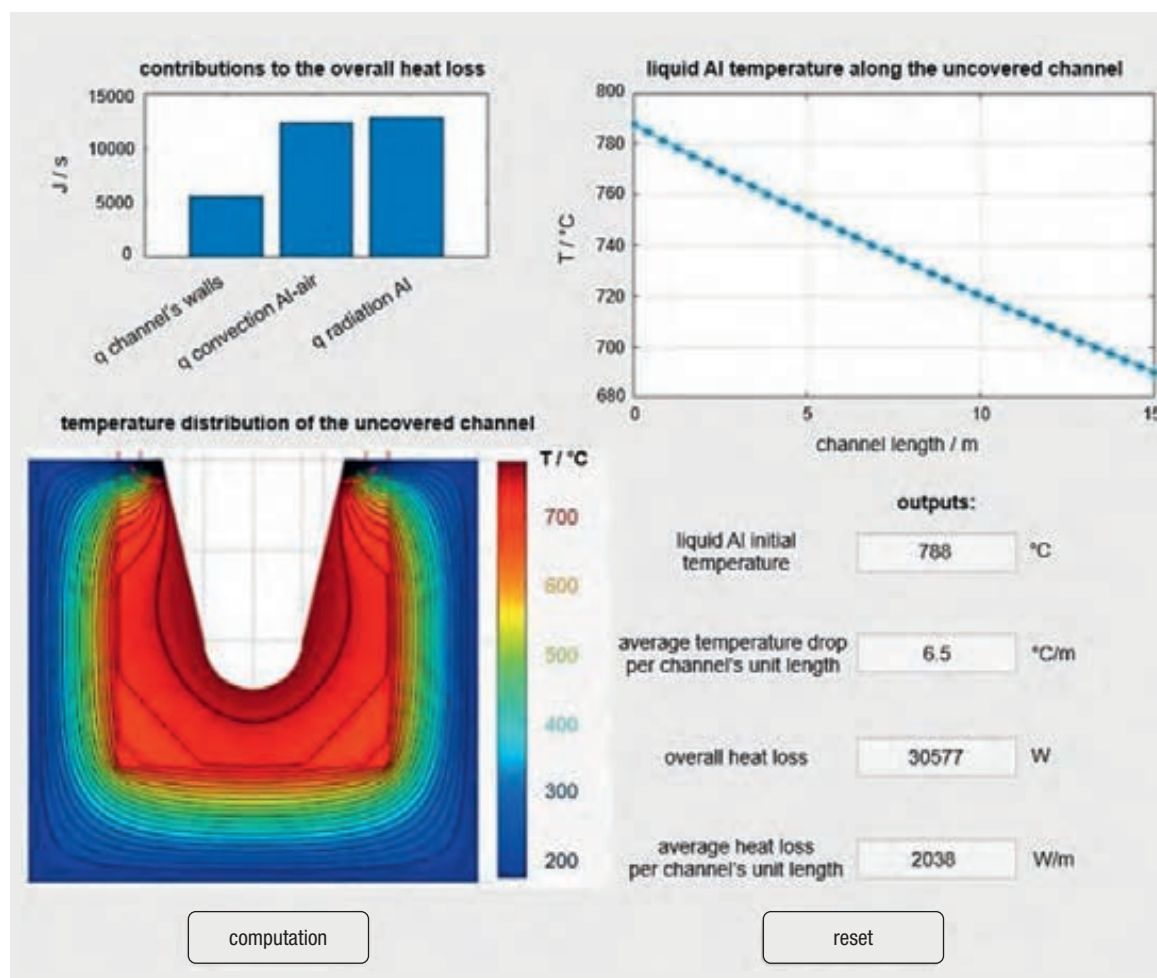 contributions to the overall heat loss
15000
10000
5000
0
J / s
q channel's walls
q convection Al-air
q radiation Al
liquid Al temperature along the uncovered channel
800
780
760
740
720
700
680
T / °C
0
5
10
15
channel length / m
temperature distribution of the uncovered channel
T / °C
700
600
500
400
300
200
outputs:
liquid Al initial
temperature
788
°C
average temperature drop
per channel's unit length
6.5
°C/m
overall heat loss
30577
W
average heat loss
per channel's unit length
2038
W/m
computation
reset